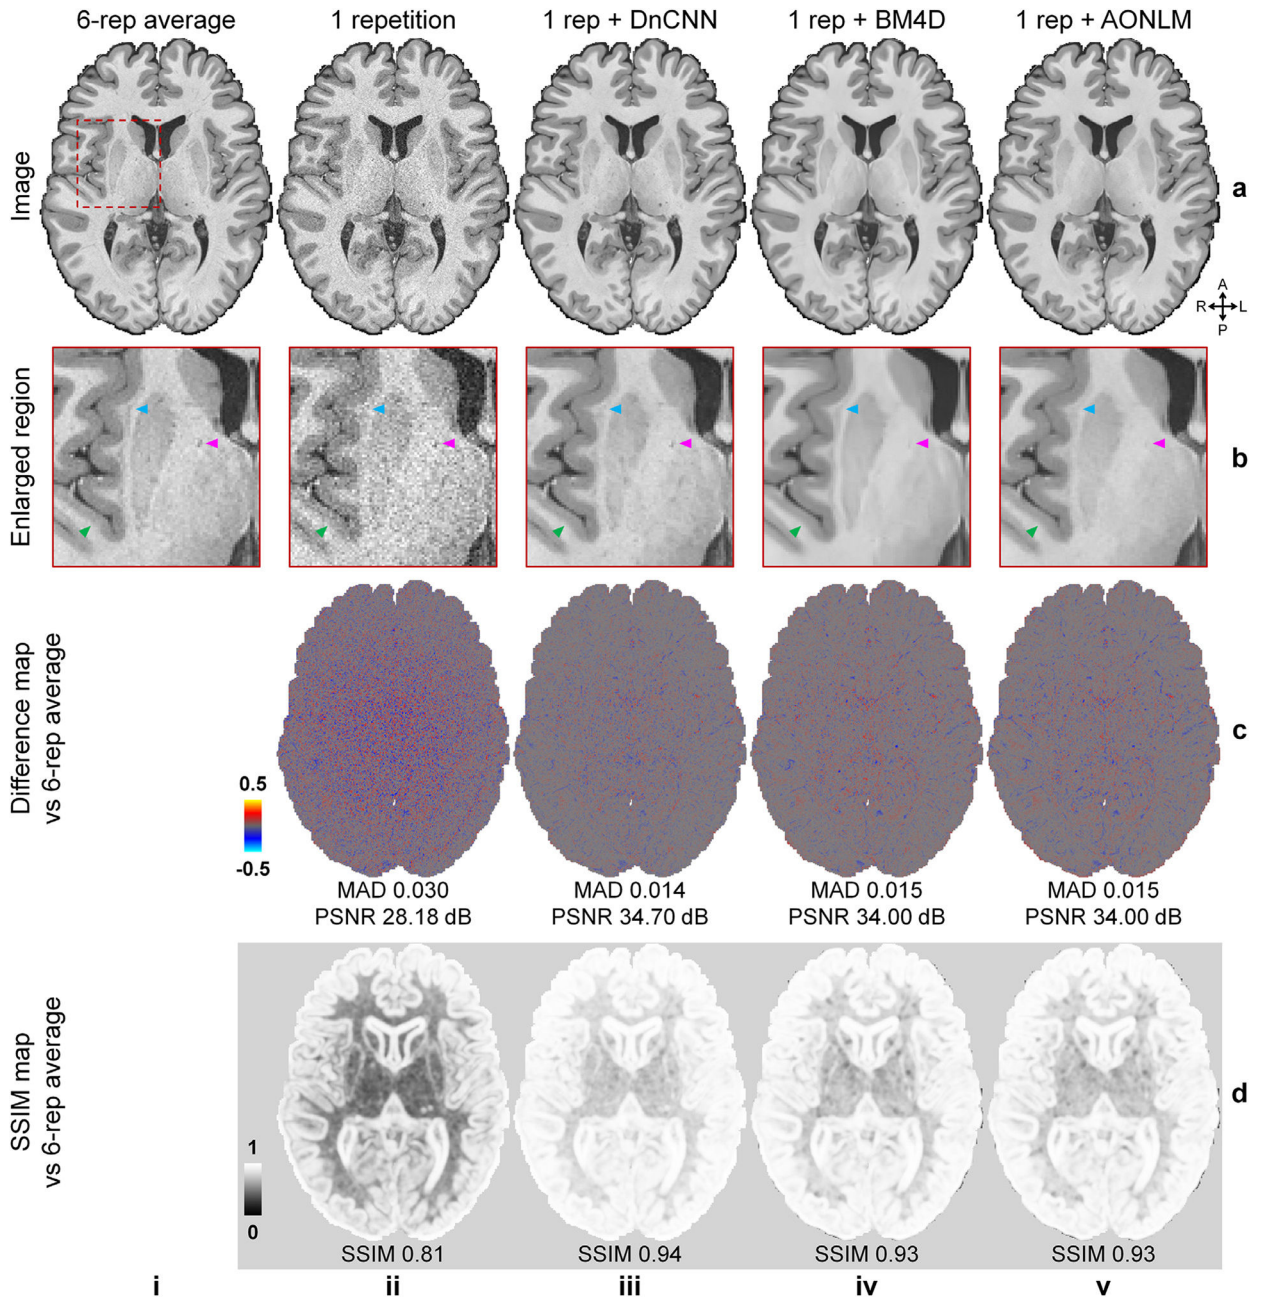 6-rep average
1 repetition
1 rep + DnCNN
1 rep + BM4D
1 rep + AONLM
Image
a
A
R
L
P
Enlarged region
b
Difference map
vs 6-rep average
c
0.5
-0.5
MAD 0.030
PSNR 28.18 dB
MAD 0.014
PSNR 34.70 dB
MAD 0.015
PSNR 34.00 dB
MAD 0.015
PSNR 34.00 dB
SSIM map
vs 6-rep average
d
1
0
SSIM 0.81
SSIM 0.94
SSIM 0.93
SSIM 0.93
i
ii
iii
iv
v